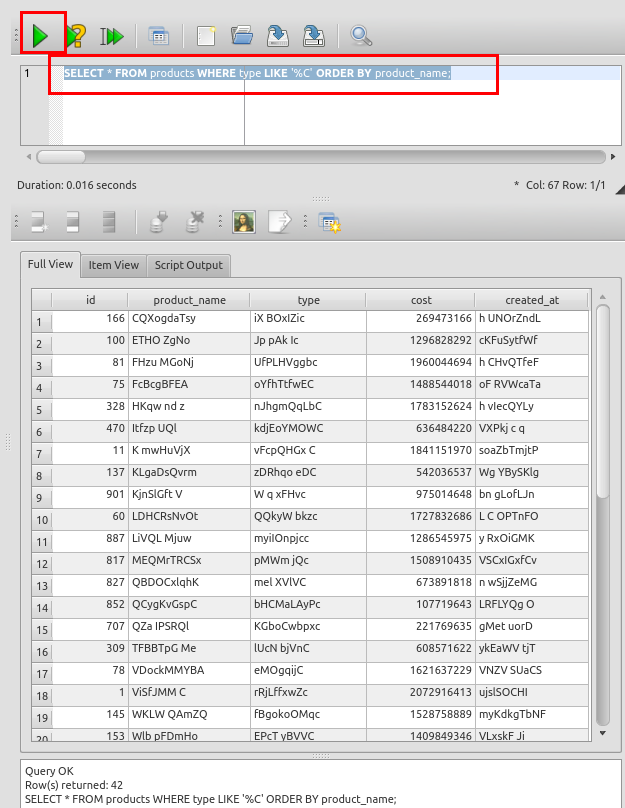 1 SELECT * FROM products WHERE type LIKE '%C' ORDER BY product_name;
Duration: 0.016 seconds * Col: 67 Row: 1/1
Full View Item View Script Output
id product_name type cost created_at
1 166 CQXogdaTsy iX BOxIZic 269473166 h UNOrZndL
2 100 ETHO ZgNo Jp pAk Ic 1296828292 cKFuSytfWf
3 81 FHzu MGoNj UfPLHVggbc 1960044694 h CHvQTfeF
4 75 FcBcgBFEA oYfhTtfwEC 1488544018 oF RVWcaTa
5 328 HKqw nd z nJhgmQqLbC 1783152624 h vIecQYLy
6 470 Itfzp UQl kdjEoYMOWC 636484220 VXPkj c q
7 11 K mwHuVjX vFcpQHGx C 1841151970 soaZbTmjtP
8 137 KLgaDsQvrm zDRhqo eDC 542036537 Wg YBySKlg
9 901 KjnSlGft V W q xFHvc 975014648 bn gLofLJn
10 60 LDHCRsNvOt QQkyW bkzc 1727832686 L C OPTnFO
11 887 LiVQL Mjuw myiIOnpjcc 1286545975 y RxOiGMK
12 817 MEQMrTRCSx pMWm jQc 1508910435 VSCxIGxfCv
13 827 QBDOCxlqhK mel XVlVC 673891818 n wSjjZeMG
14 852 QCygKvGspC bHCMaLAyPc 107719643 LRFLYQg O
15 707 QZa IPSRQl KGboCwbpxc 221769635 gMet uorD
16 309 TFBBTpG Me lUcN bjVnC 608571622 ykEaWV tjT
17 78 VDockMMYBA eMOgqijC 1621637229 VNZV SUaCS
18 1 ViSfJMM C rRjLffxwZc 2072916413 ujslSOCHI
19 145 WKLW QAmZQ fBgokoOMqc 1528758889 myKdkgTbNF
20 153 Wlb pFDmHo EPcT yBVVC 1409849346 VLxskF Ji
Query OK
Row(s) returned: 42
SELECT * FROM products WHERE type LIKE '%C' ORDER BY product_name;